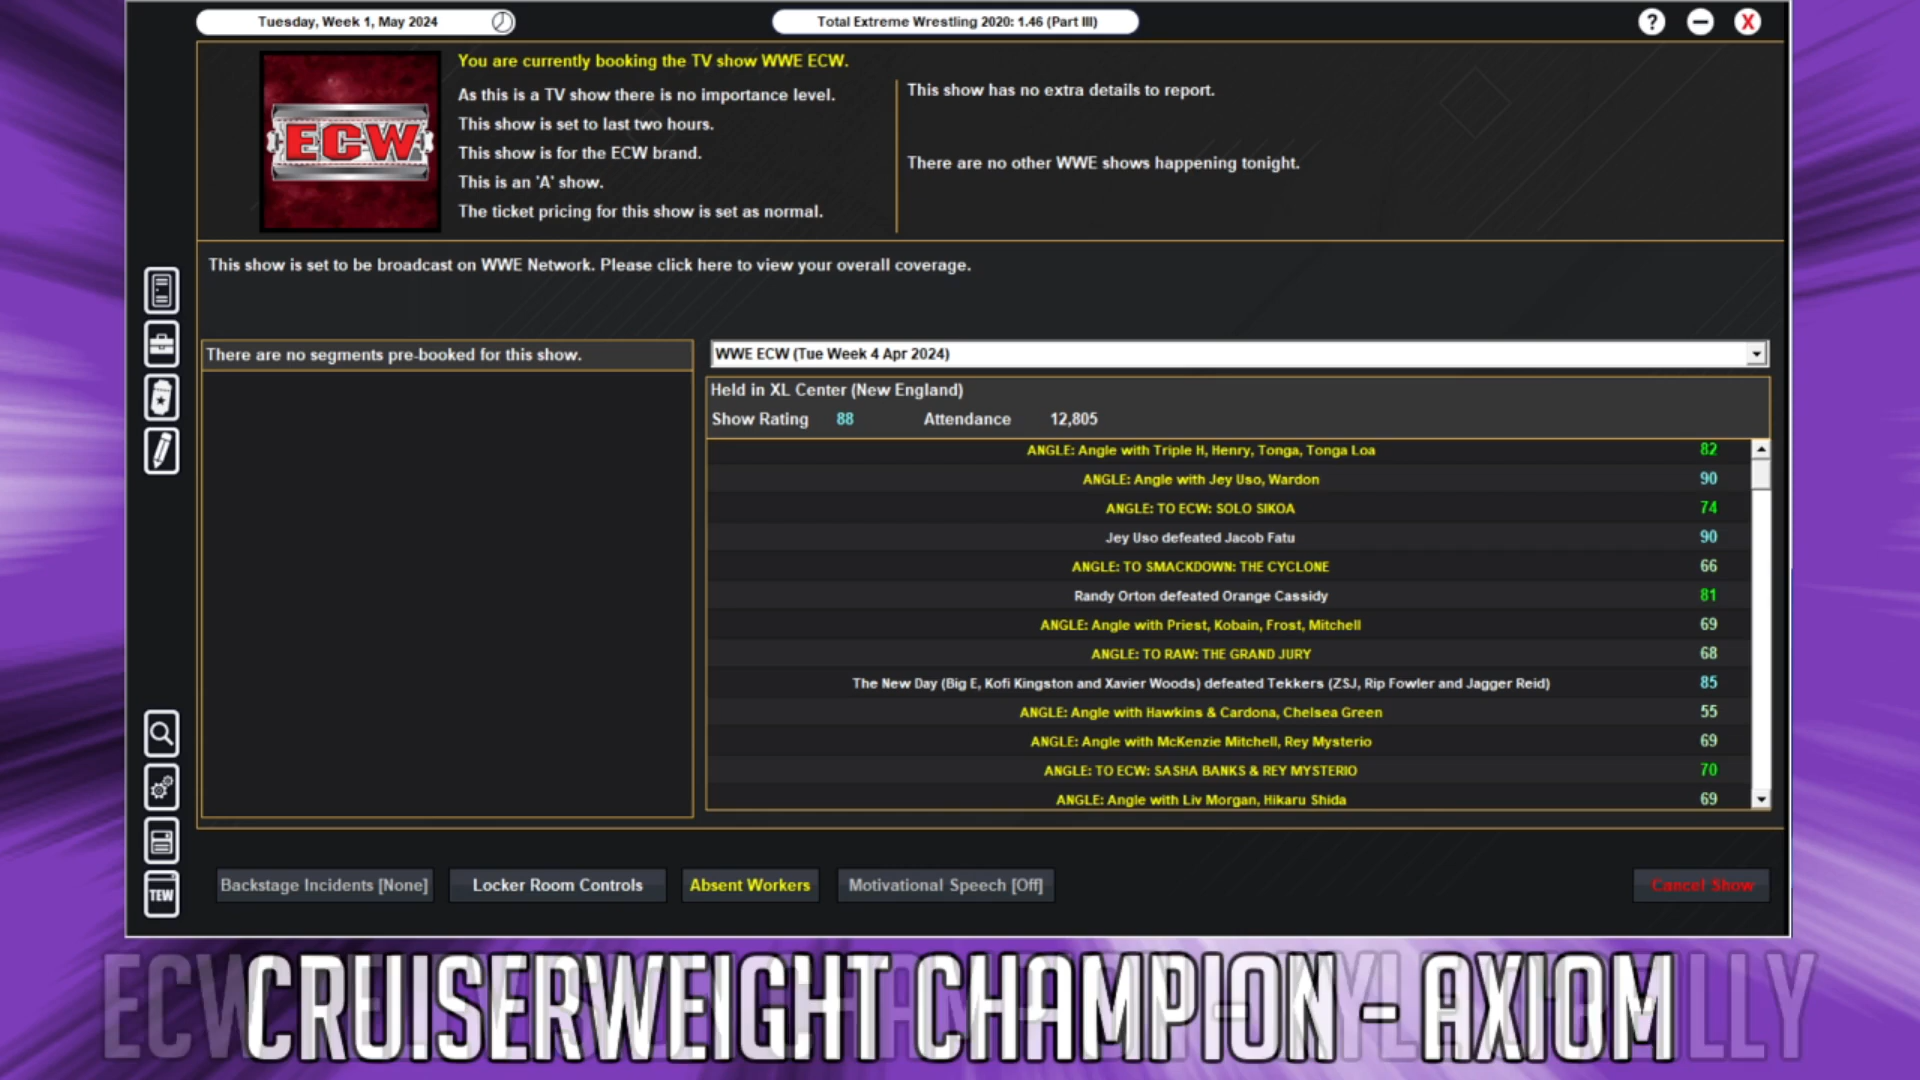 Tuesday, Week 1, May 2024
Total Extreme Wrestling 2020: 1.46 (Part III)
?
X
You are currently booking the TV show WWE ECW.
As this is a TV show there is no importance level.
This show is set to last two hours.
This show is for the ECW brand.
This is an 'A' show.
The ticket pricing for this show is set as normal.
ECW
This show has no extra details to report.
There are no other WWE shows happening tonight.
This show is set to be broadcast on WWE Network. Please click here to view your overall coverage.
There are no segments pre-booked for this show.
WWE ECW (Tue Week 4 Apr 2024)
Held in XL Center (New England)
Show Rating 88 Attendance 12,805
ANGLE: Angle with Triple H, Henry, Tonga, Tonga Loa 82
ANGLE: Angle with Jey Uso, Wardon 90
ANGLE: TO ECW: SOLO SIKOA 74
Jey Uso defeated Jacob Fatu 90
ANGLE: TO SMACKDOWN: THE CYCLONE 66
Randy Orton defeated Orange Cassidy 81
ANGLE: Angle with Priest, Kobain, Frost, Mitchell 69
ANGLE: TO RAW: THE GRAND JURY 68
The New Day (Big E, Kofi Kingston and Xavier Woods) defeated Tekkers (ZSJ, Rip Fowler and Jagger Reid) 85
ANGLE: Angle with Hawkins & Cardona, Chelsea Green 55
ANGLE: Angle with McKenzie Mitchell, Rey Mysterio 69
ANGLE: TO ECW: SASHA BANKS & REY MYSTERIO 70
ANGLE: Angle with Liv Morgan, Hikaru Shida 69
TEW
Backstage Incidents [None]
Locker Room Controls
Absent Workers
Motivational Speech [Off]
Cancel Show
CRUISERWEIGHT CHAMPION - AXIOM